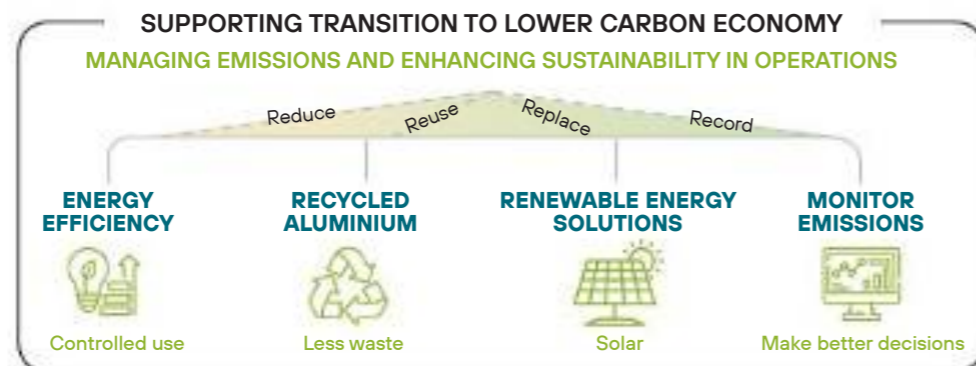 SUPPORTING TRANSITION TO LOWER CARBON ECONOMY
MANAGING EMISSIONS AND ENHANCING SUSTAINABILITY IN OPERATIONS
Reduce
Reuse
Replace
Record
ENERGY
EFFICIENCY
RECYCLED
ALUMINIUM
RENEWABLE ENERGY
SOLUTIONS
MONITOR
EMISSIONS
Controlled use
Less waste
Solar
Make better decisions